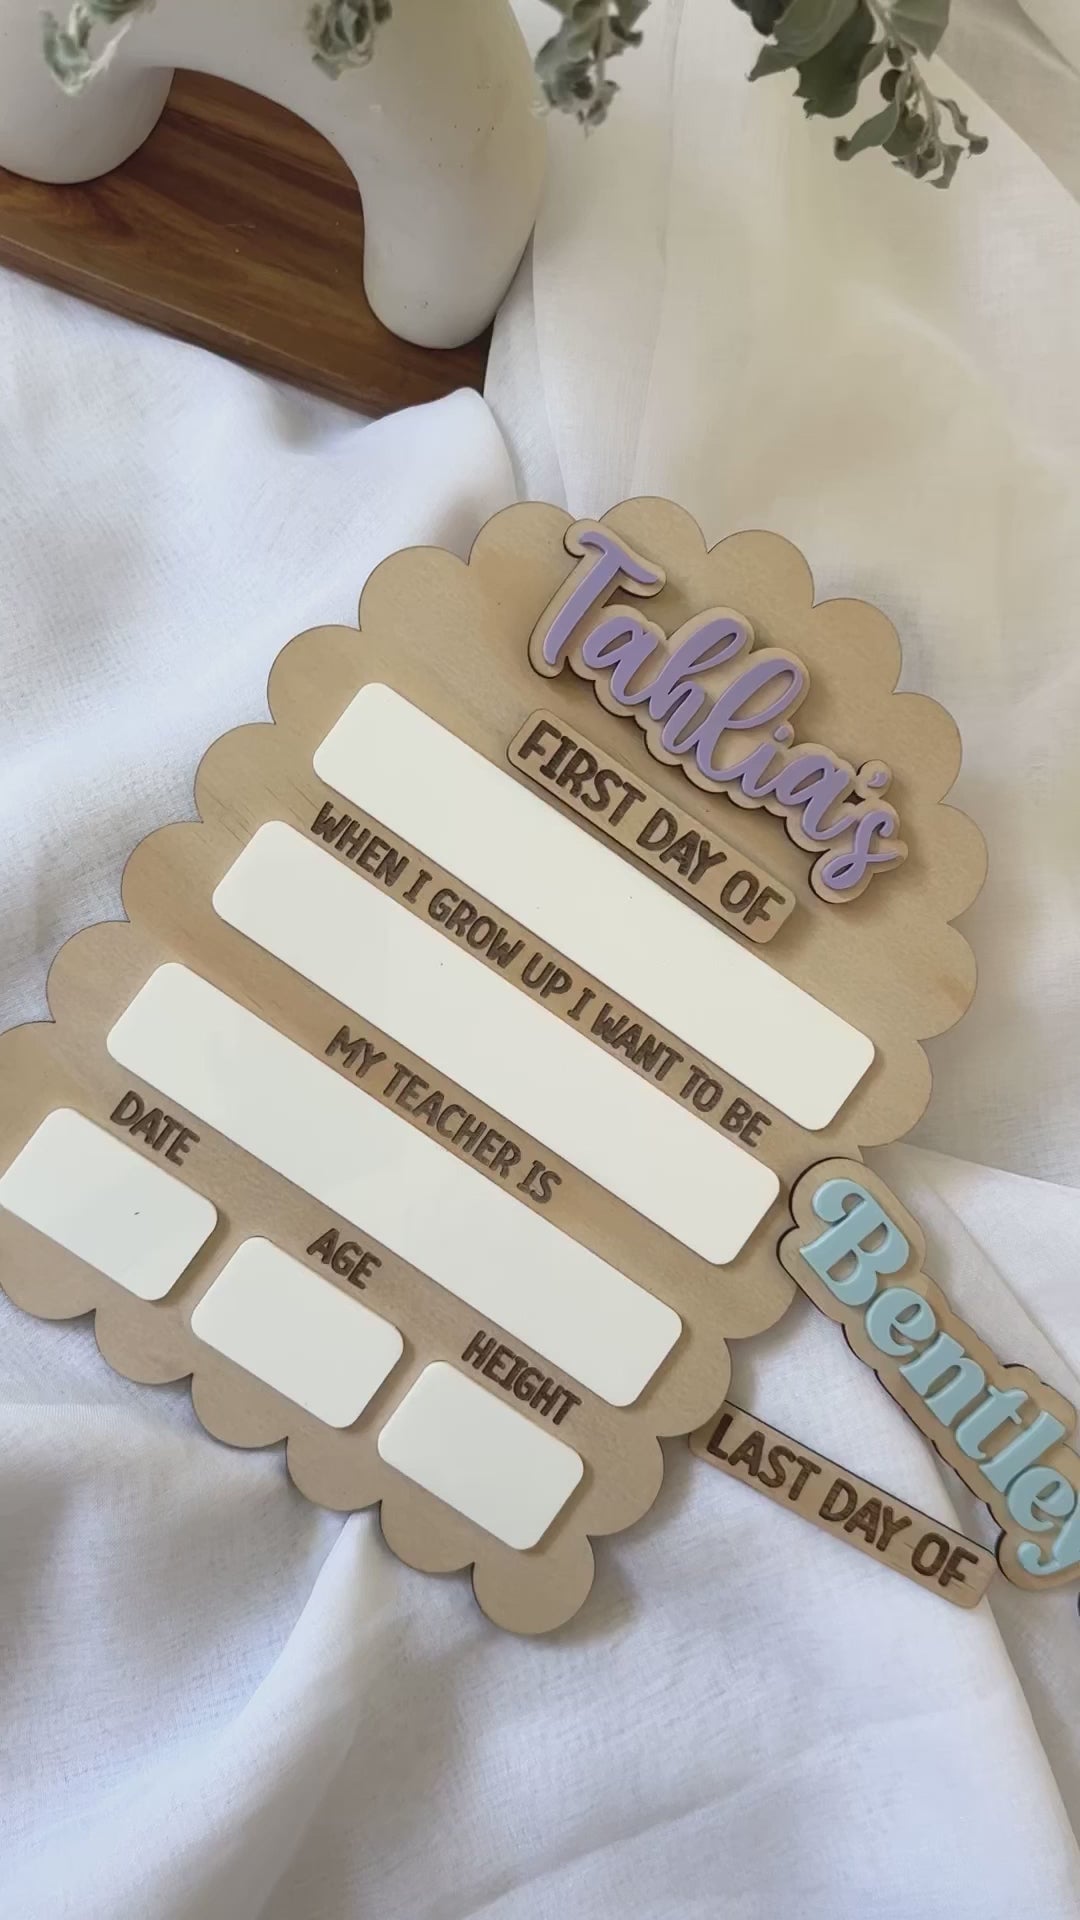 Tahlia's
FIRST DAY OF
WHEN I GROW UP I WANT TO BE
MY TEACHER IS
DATE
AGE
HEIGHT
Bentley
LAST DAY OF